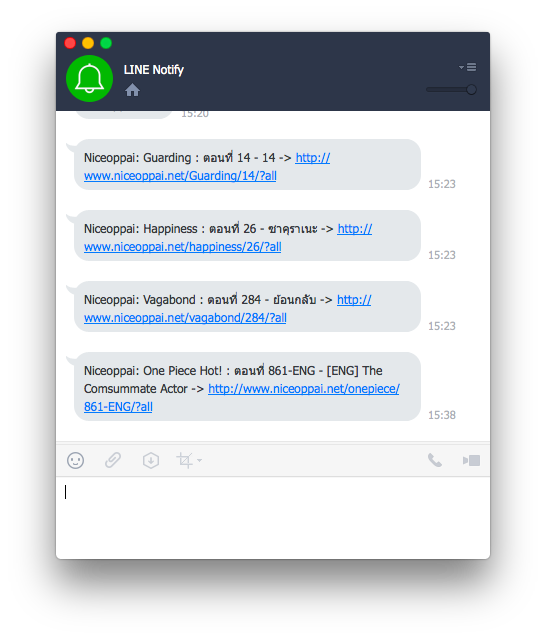 LINE Notify
15:20
Niceoppai: Guarding : ตอนที่ 14 - 14 -> http://
www.niceoppai.net/Guarding/14/?all
15:23
Niceoppai: Happiness : ตอนที่ 26 - ซาคุราเนะ -> http://
www.niceoppai.net/happiness/26/?all
15:23
Niceoppai: Vagabond : ตอนที่ 284 - ย้อนกลับ -> http://
www.niceoppai.net/vagabond/284/?all
15:23
Niceoppai: One Piece Hot! : ตอนที่ 861-ENG - [ENG] The
Comsummate Actor -> http://www.niceoppai.net/onepiece/
861-ENG/?all
15:38